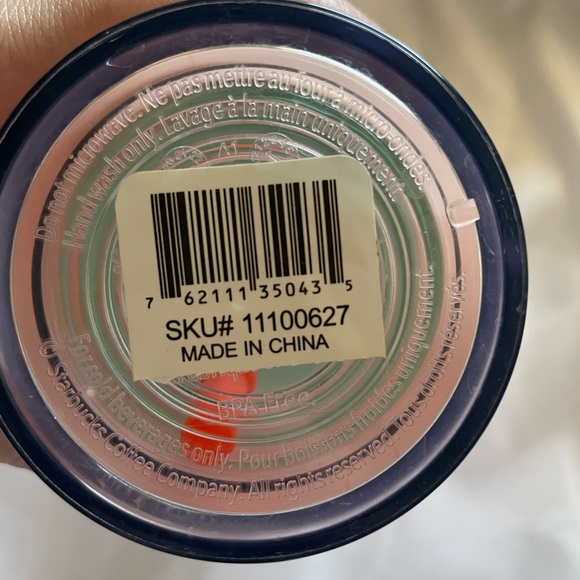 Do not microwave. Ne pas mettre au four à micro-ondes.
Hand wash only. Lavage à la main uniquement.
A1
7 62111 35043 5
SKU# 11100627
MADE IN CHINA
BPA Free.
For cold beverages only. Pour boissons froides uniquement.
© Starbucks Coffee Company. All rights reserved. Tous droits réservés.